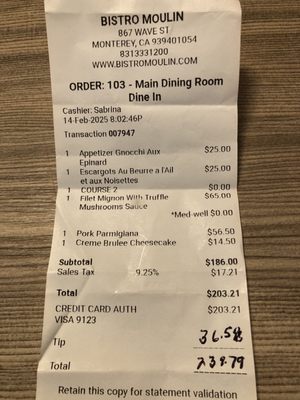 BISTRO MOULIN
867 WAVE ST
MONTEREY, CA 939401054
8313331200
WWW.BISTROMOULIN.COM
ORDER: 103 - Main Dining Room
Dine In
Cashier: Sabrina
14-Feb-2025 8:02:46P
Transaction 007947
1 Appetizer Gnocchi Aux Epinard $25.00
1 Escargots Au Beurre a l'Ail et aux Noisettes $25.00
1 COURSE 2 $0.00
1 Filet Mignon With Truffle Mushrooms Sauce $65.00
*Med-well $0.00
1 Pork Parmigiana $56.50
1 Creme Brulee Cheesecake $14.50
Subtotal $186.00
Sales Tax 9.25% $17.21
Total $203.21
CREDIT CARD AUTH $203.21
VISA 9123
Tip 36.58
Total 239.79
Retain this copy for statement validation